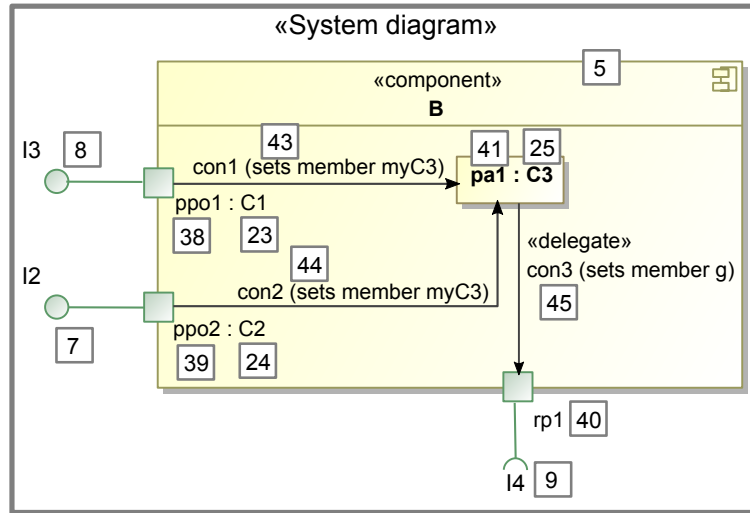 «System diagram»
5
«component»
B
I3
8
43
con1 (sets member myC3)
41
25
pa1 : C3
ppo1 : C1
38
23
«delegate»
con3 (sets member g)
45
I2
7
44
con2 (sets member myC3)
ppo2 : C2
39
24
rp1
40
I4
9